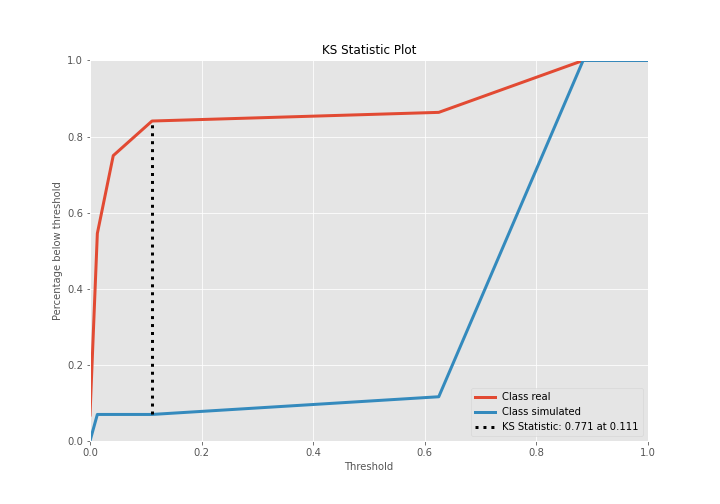 KS Statistic Plot
1.0
0.8
0.6
0.4
0.2
0.0
Percentage below threshold
0.0 0.2 0.4 0.6 0.8 1.0
Threshold
Class real
Class simulated
KS Statistic: 0.771 at 0.111